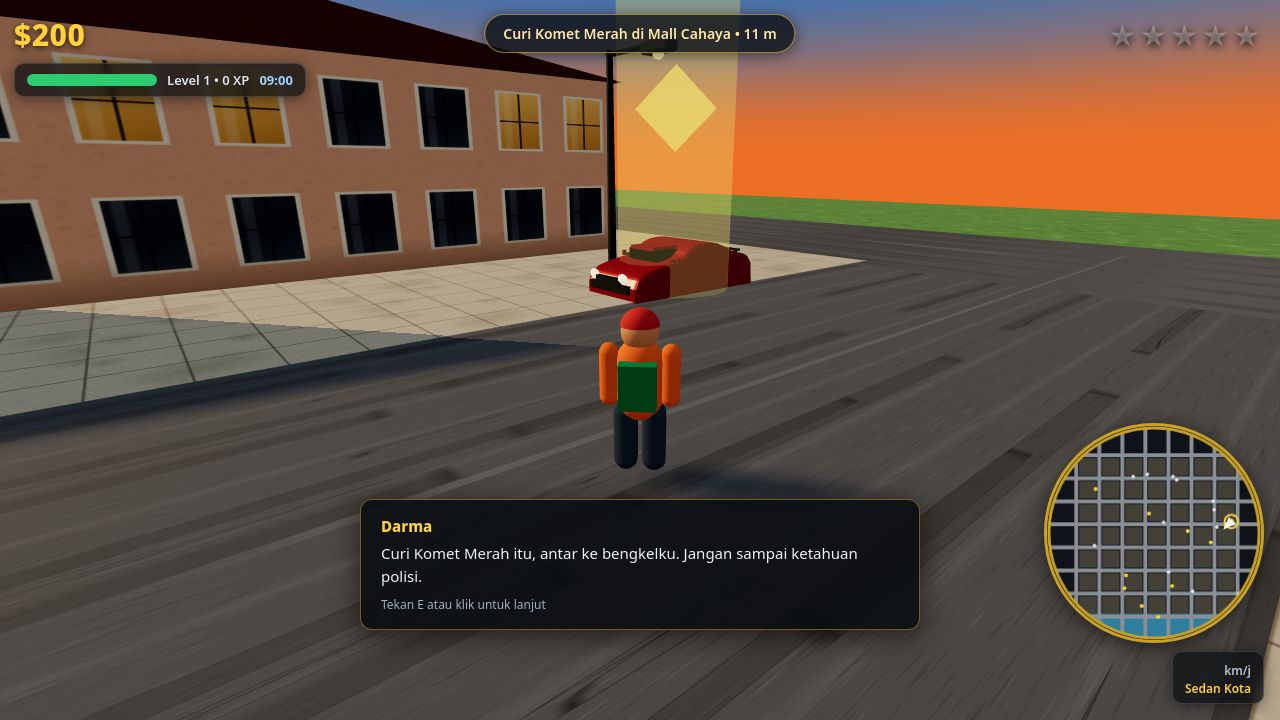 $200
Curi Komet Merah di Mall Cahaya • 11 m
Level 1 • 0 XP 09:00
Darma
Curi Komet Merah itu, antar ke bengkelku. Jangan sampai ketahuan
polisi.
Tekan E atau klik untuk lanjut
km/j
Sedan Kota